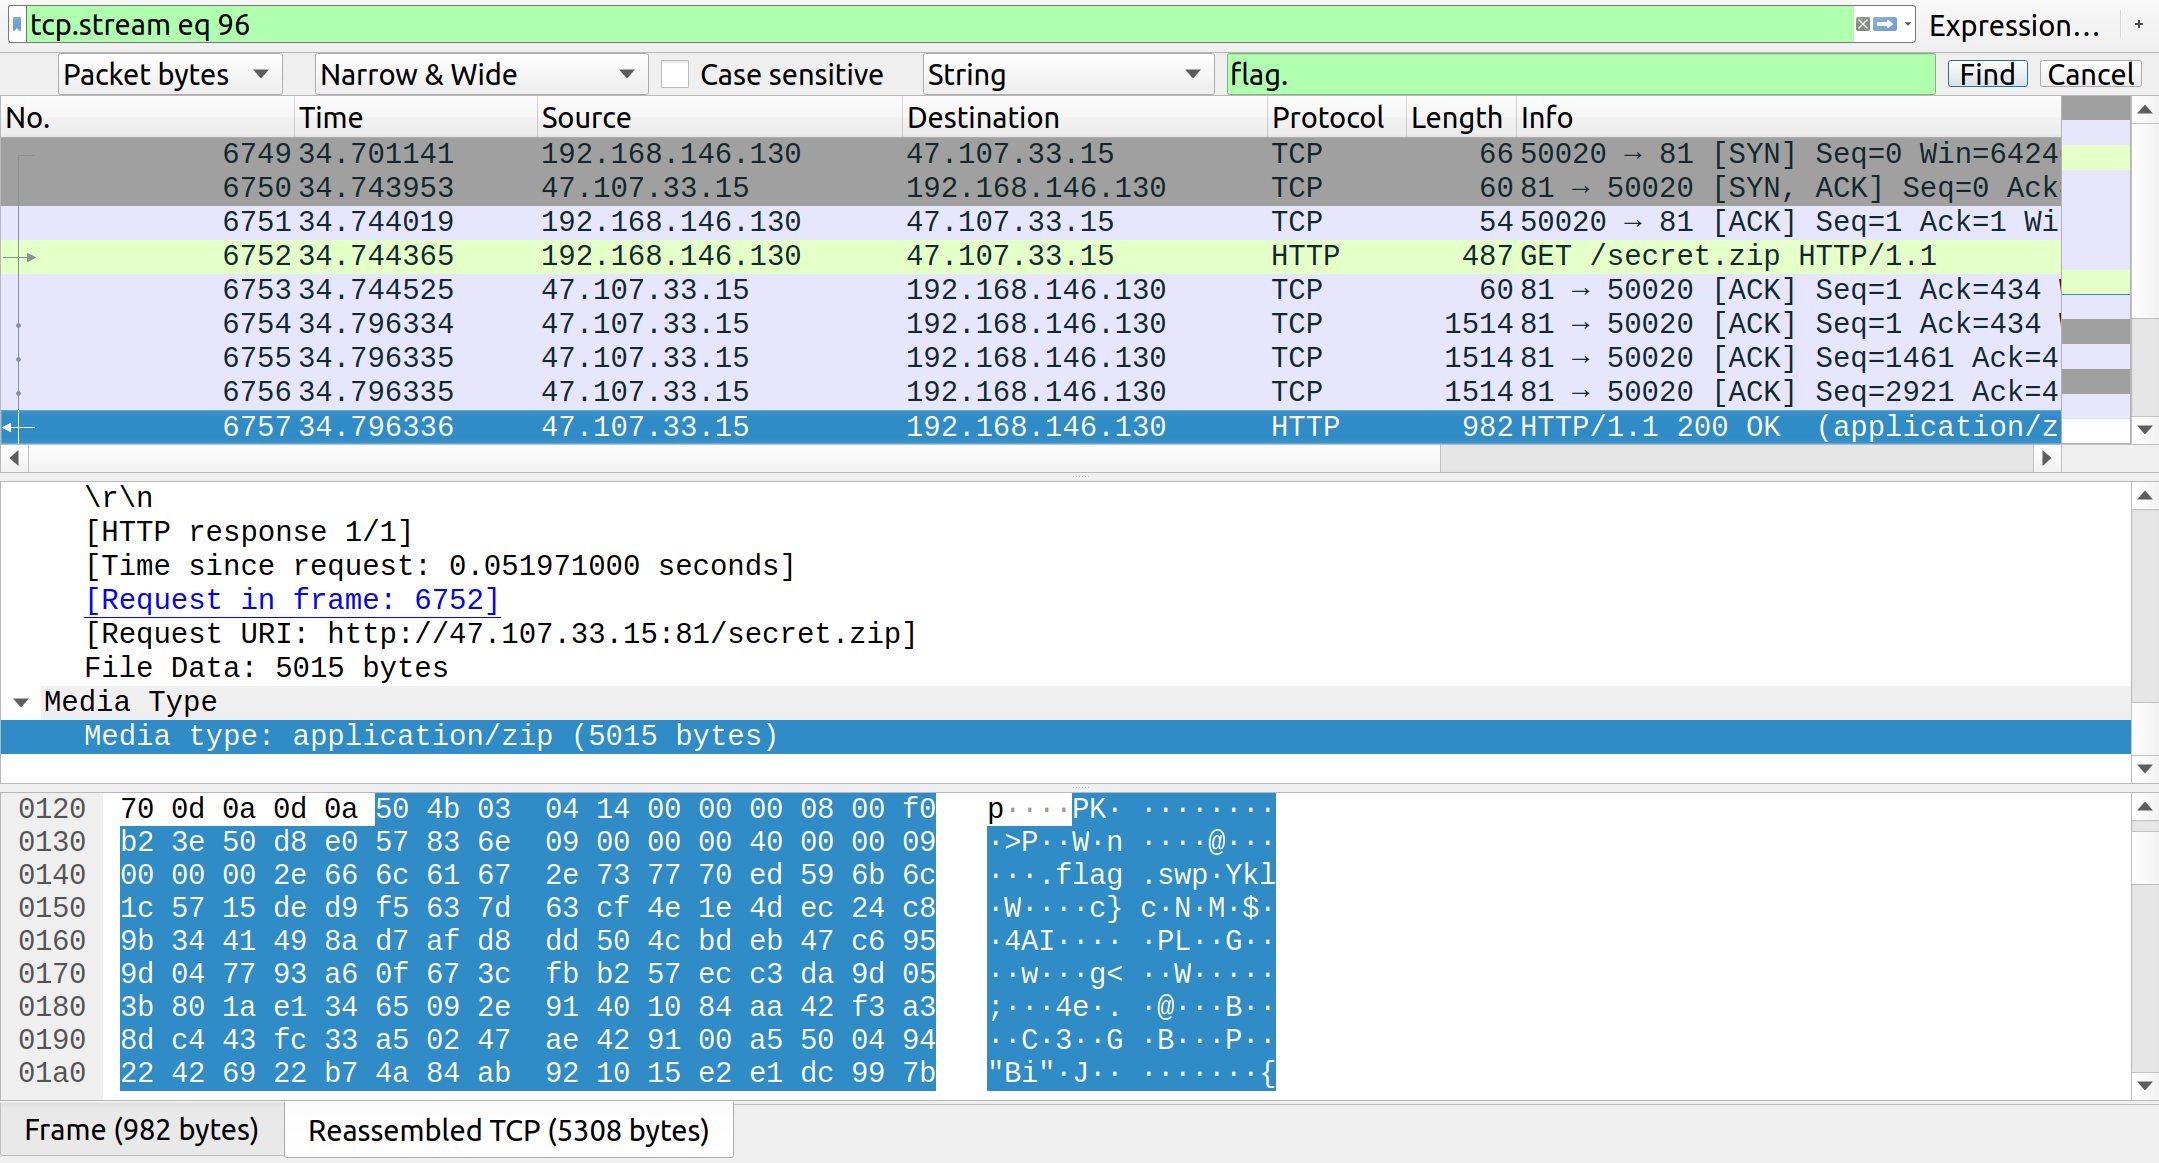 tcp.stream eq 96 Expression… +
Packet bytes Narrow & Wide Case sensitive String flag. Find Cancel
No. Time Source Destination Protocol Length Info
6749 34.701141 192.168.146.130 47.107.33.15 TCP 66 50020 → 81 [SYN] Seq=0 Win=6424
6750 34.743953 47.107.33.15 192.168.146.130 TCP 60 81 → 50020 [SYN, ACK] Seq=0 Ack
6751 34.744019 192.168.146.130 47.107.33.15 TCP 54 50020 → 81 [ACK] Seq=1 Ack=1 Wi
6752 34.744365 192.168.146.130 47.107.33.15 HTTP 487 GET /secret.zip HTTP/1.1
6753 34.744525 47.107.33.15 192.168.146.130 TCP 60 81 → 50020 [ACK] Seq=1 Ack=434
6754 34.796334 47.107.33.15 192.168.146.130 TCP 1514 81 → 50020 [ACK] Seq=1 Ack=434
6755 34.796335 47.107.33.15 192.168.146.130 TCP 1514 81 → 50020 [ACK] Seq=1461 Ack=4
6756 34.796335 47.107.33.15 192.168.146.130 TCP 1514 81 → 50020 [ACK] Seq=2921 Ack=4
6757 34.796336 47.107.33.15 192.168.146.130 HTTP 982 HTTP/1.1 200 OK  (application/z
\r\n
[HTTP response 1/1]
[Time since request: 0.051971000 seconds]
[Request in frame: 6752]
[Request URI: http://47.107.33.15:81/secret.zip]
File Data: 5015 bytes
Media Type
Media type: application/zip (5015 bytes)
0120 70 0d 0a 0d 0a 50 4b 03 04 14 00 00 00 08 00 f0 p····PK· ········
0130 b2 3e 50 d8 e0 57 83 6e 09 00 00 00 40 00 00 09 ·>P··W·n ····@···
0140 00 00 00 2e 66 6c 61 67 2e 73 77 70 ed 59 6b 6c ···.flag .swp·Ykl
0150 1c 57 15 de d9 f5 63 7d 63 cf 4e 1e 4d ec 24 c8 ·W····c} c·N·M·$·
0160 9b 34 41 49 8a d7 af d8 dd 50 4c bd eb 47 c6 95 ·4AI···· ·PL··G··
0170 9d 04 77 93 a6 0f 67 3c fb b2 57 ec c3 da 9d 05 ··w···g< ··W·····
0180 3b 80 1a e1 34 65 09 2e 91 40 10 84 aa 42 f3 a3 ;···4e·. ·@···B··
0190 8d c4 43 fc 33 a5 02 47 ae 42 91 00 a5 50 04 94 ··C·3··G ·B···P··
01a0 22 42 69 22 b7 4a 84 ab 92 10 15 e2 e1 dc 99 7b "Bi"·J·· ·······{
Frame (982 bytes) Reassembled TCP (5308 bytes)